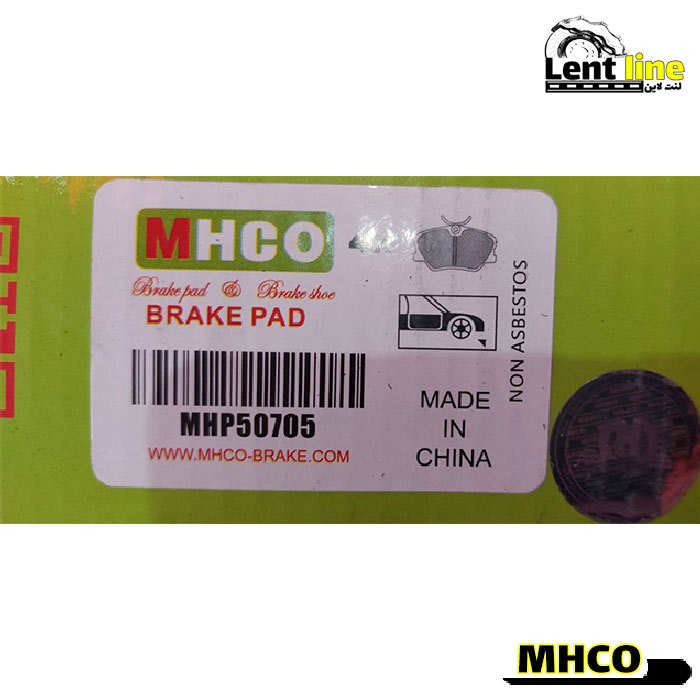 Lent line
لنت لاین
MHCO
Brake pad & Brake shoe
BRAKE PAD
MHP50705
WWW.MHCO-BRAKE.COM
4
NON ASBESTOS
MADE
IN
CHINA
MHCO